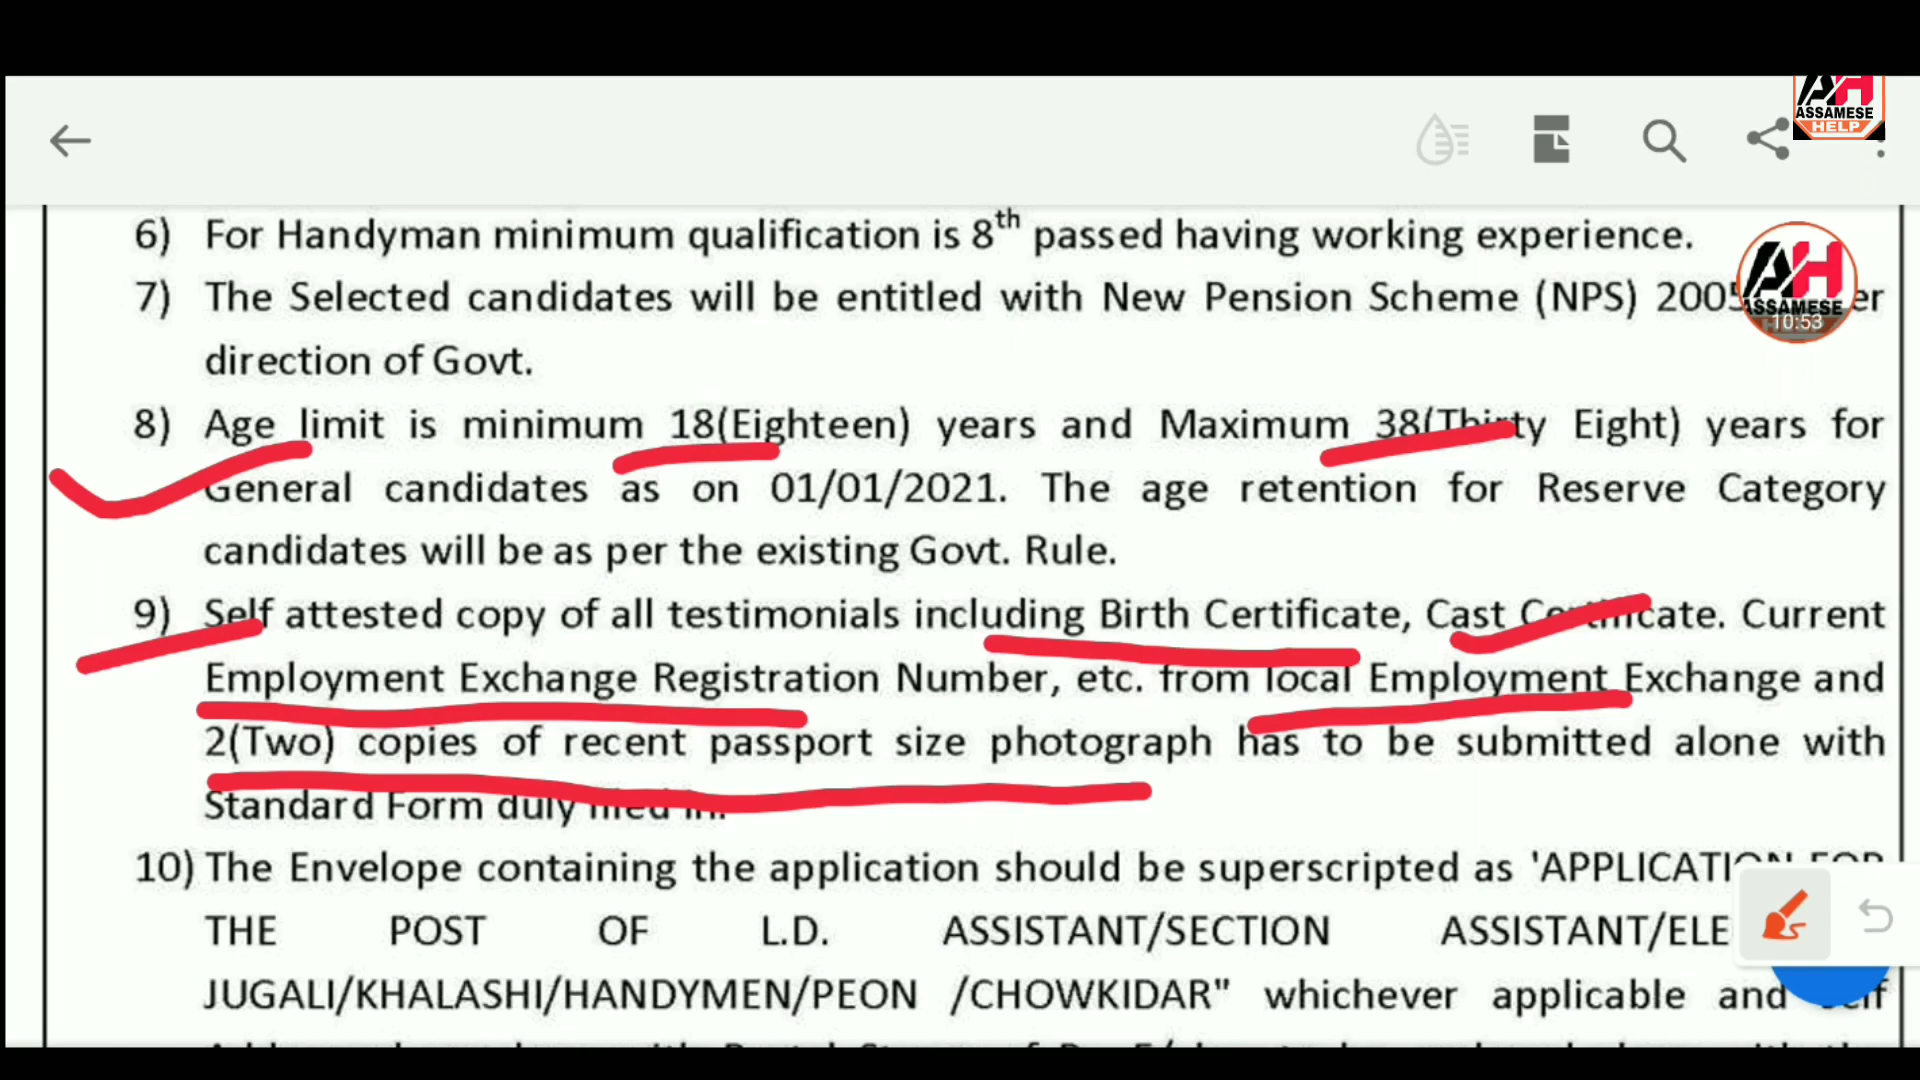 ASSAMESE
HELP
6) For Handyman minimum qualification is 8th passed having working experience.
7) The Selected candidates will be entitled with New Pension Scheme (NPS) 2005
direction of Govt.
ASSAMESE
10:53
8) Age limit is minimum 18(Eighteen) years and Maximum 38(Thirty Eight) years for
General candidates as on 01/01/2021. The age retention for Reserve Category
candidates will be as per the existing Govt. Rule.
9) Self attested copy of all testimonials including Birth Certificate, Cast Certificate. Current
Employment Exchange Registration Number, etc. from local Employment Exchange and
2(Two) copies of recent passport size photograph has to be submitted alone with
Standard Form duly filed in.
10) The Envelope containing the application should be superscripted as 'APPLICATION FOR
THE POST OF L.D. ASSISTANT/SECTION ASSISTANT/ELE
JUGALI/KHALASHI/HANDYMEN/PEON /CHOWKIDAR" whichever applicable and